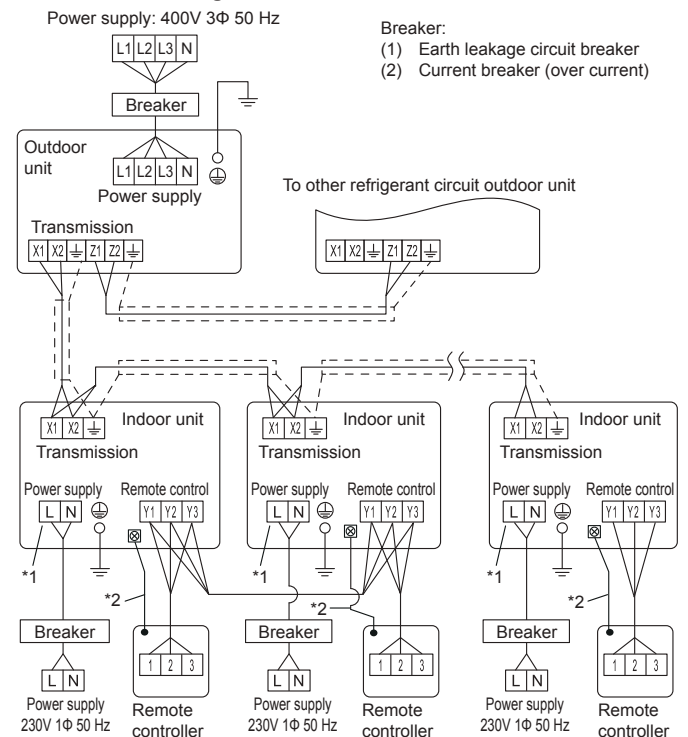 Power supply: 400V 3Φ 50 Hz
L1 L2 L3 N
Breaker:
(1) Earth leakage circuit breaker
(2) Current breaker (over current)
Breaker
Outdoor
unit
L1 L2 L3 N
Power supply
To other refrigerant circuit outdoor unit
Transmission
X1 X2 Z1 Z2
X1 X2 Z1 Z2
Indoor unit
X1 X2
Transmission
Power supply Remote control
L N Y1 Y2 Y3
*1
*2
Breaker
L N
1 2 3
Power supply
230V 1Φ 50 Hz
Remote
controller
Indoor unit
X1 X2
Transmission
Power supply Remote control
L N Y1 Y2 Y3
*1
*2
Breaker
L N
1 2 3
Power supply
230V 1Φ 50 Hz
Remote
controller
Indoor unit
X1 X2
Transmission
Power supply Remote control
L N Y1 Y2 Y3
*1
*2
Breaker
L N
1 2 3
Power supply
230V 1Φ 50 Hz
Remote
controller